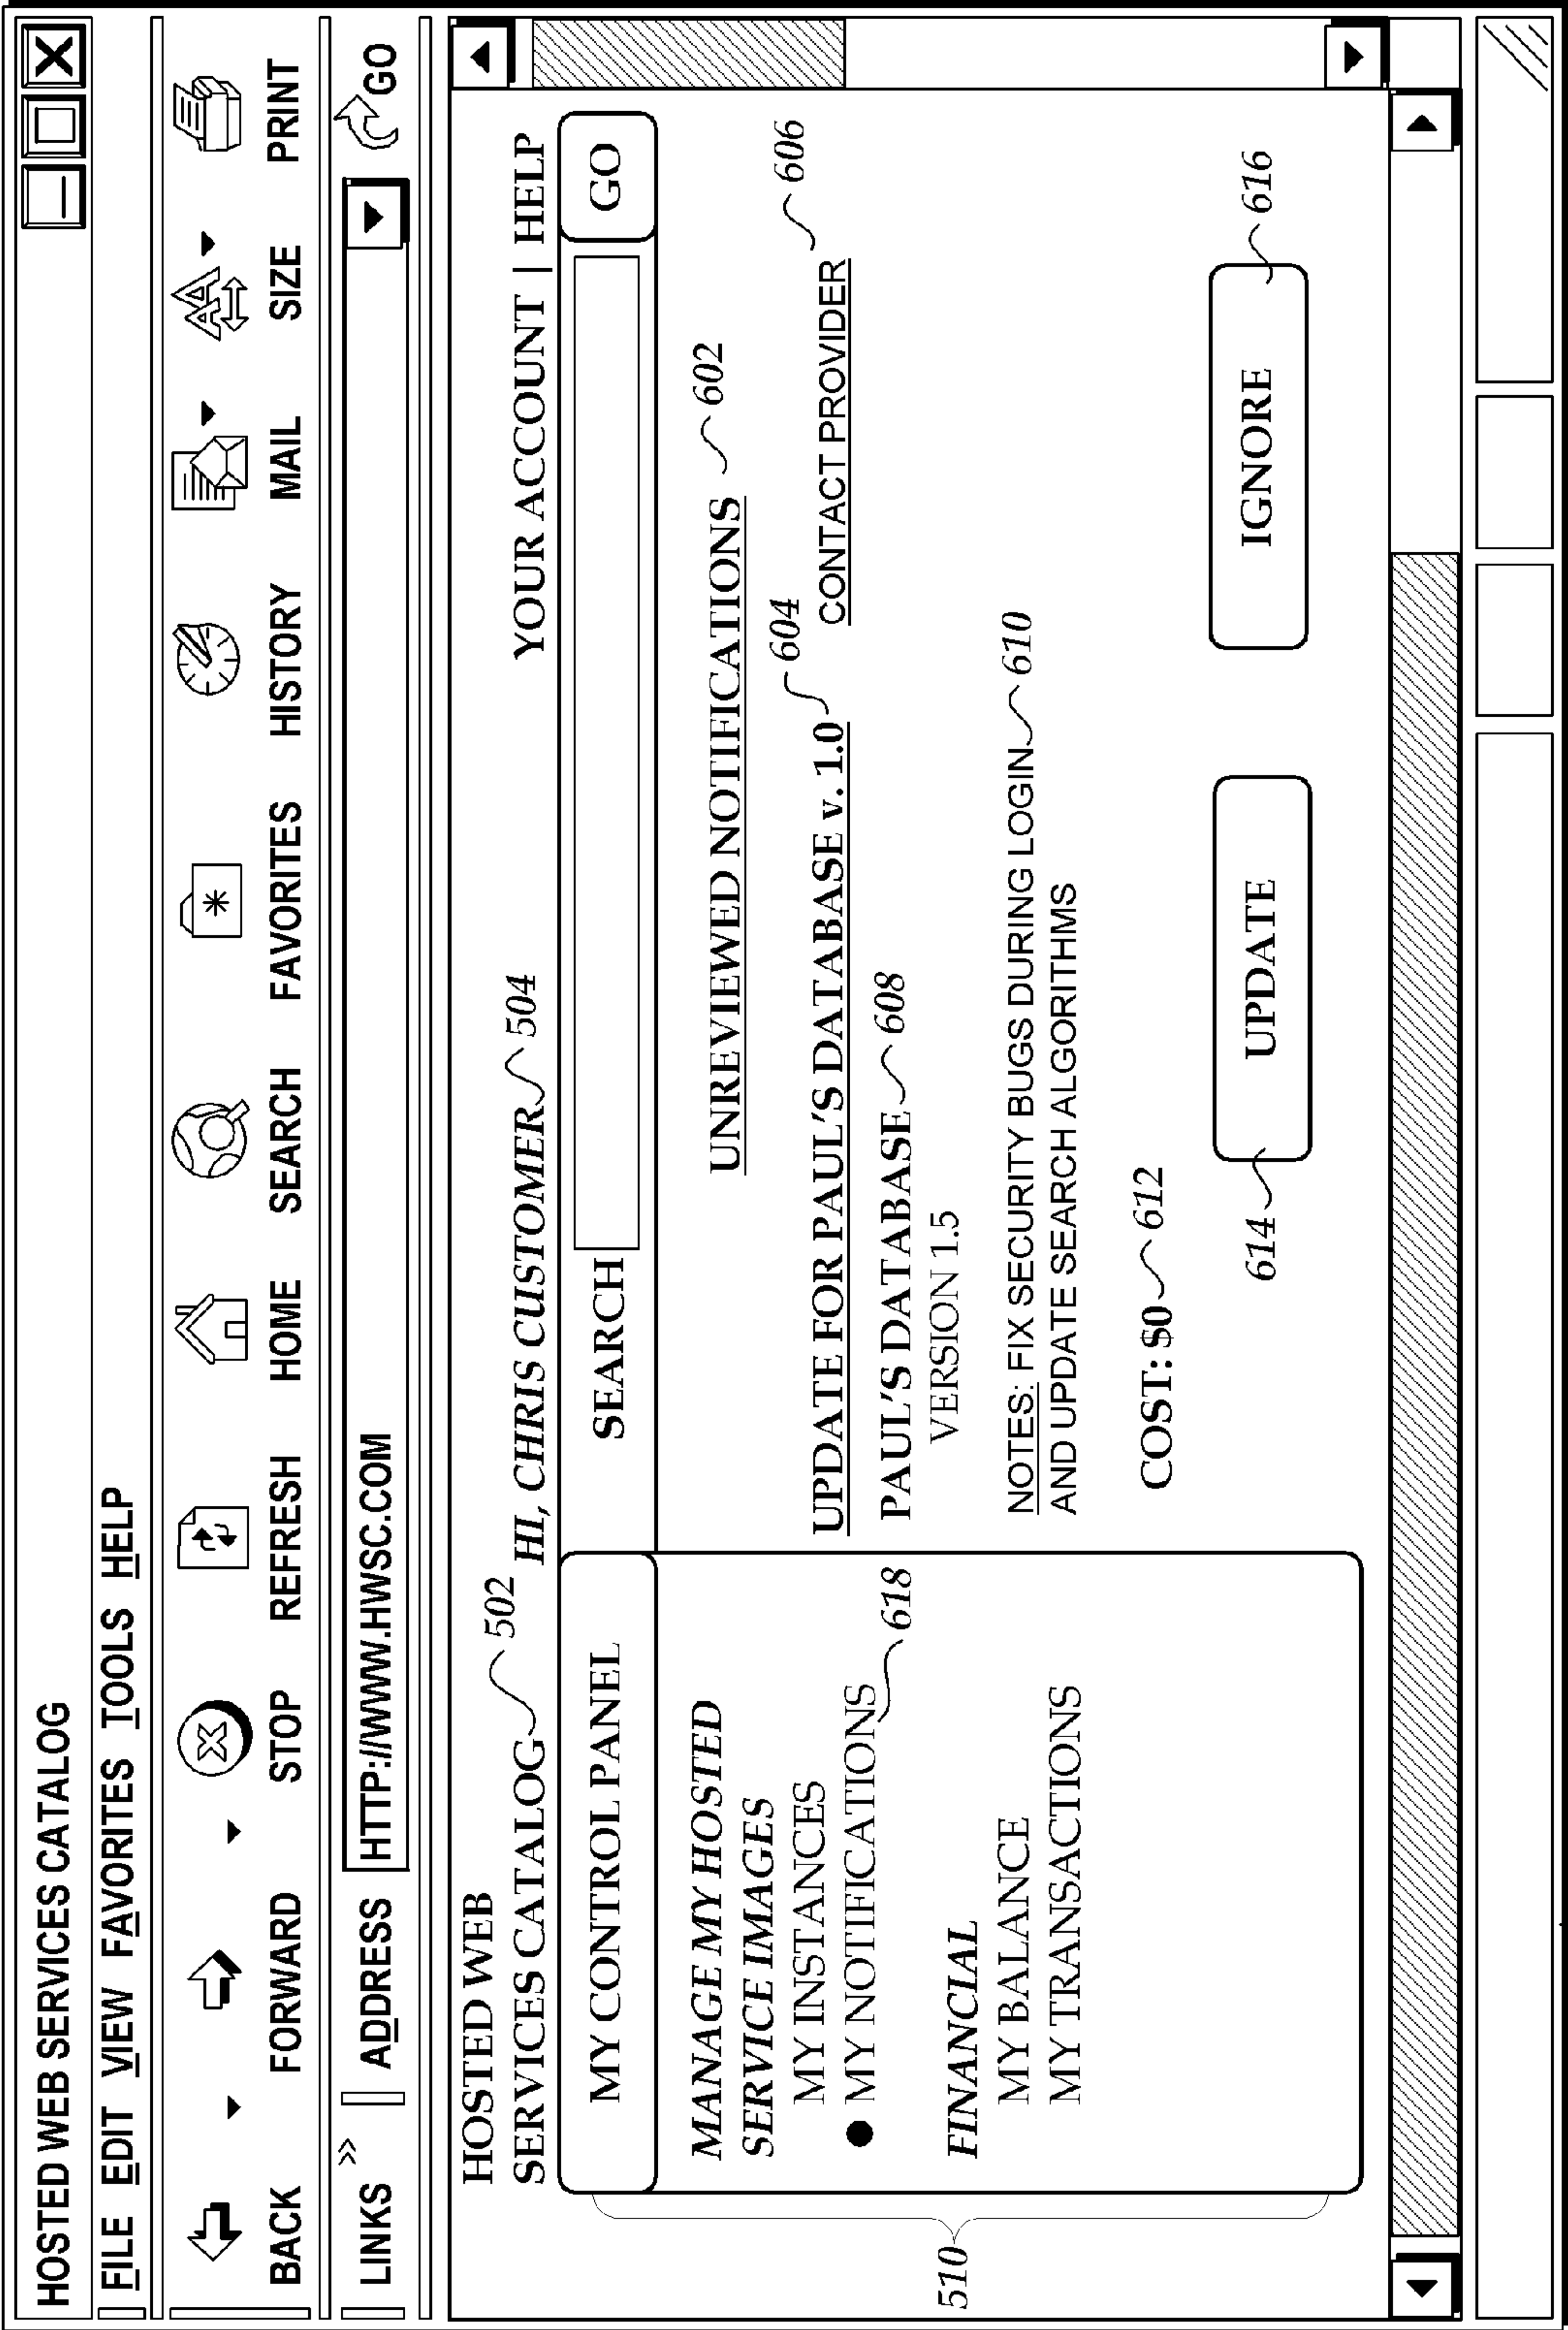 HOSTED WEB SERVICES CATALOG
FILE EDIT VIEW FAVORITES TOOLS HELP
BACK FORWARD STOP REFRESH HOME SEARCH FAVORITES HISTORY MAIL SIZE PRINT
LINKS » ADDRESS HTTP://WWW.HWSC.COM GO
HOSTED WEB
SERVICES CATALOG 502
HI, CHRIS CUSTOMER 504
YOUR ACCOUNT | HELP
MY CONTROL PANEL
SEARCH GO
MANAGE MY HOSTED
SERVICE IMAGES
MY INSTANCES
● MY NOTIFICATIONS 618
FINANCIAL
MY BALANCE
MY TRANSACTIONS
510
UNREVIEWED NOTIFICATIONS 602
UPDATE FOR PAUL'S DATABASE v. 1.0 604
CONTACT PROVIDER 606
PAUL'S DATABASE 608
VERSION 1.5
NOTES: FIX SECURITY BUGS DURING LOGIN 610
AND UPDATE SEARCH ALGORITHMS
COST: $0 612
614 UPDATE
IGNORE 616